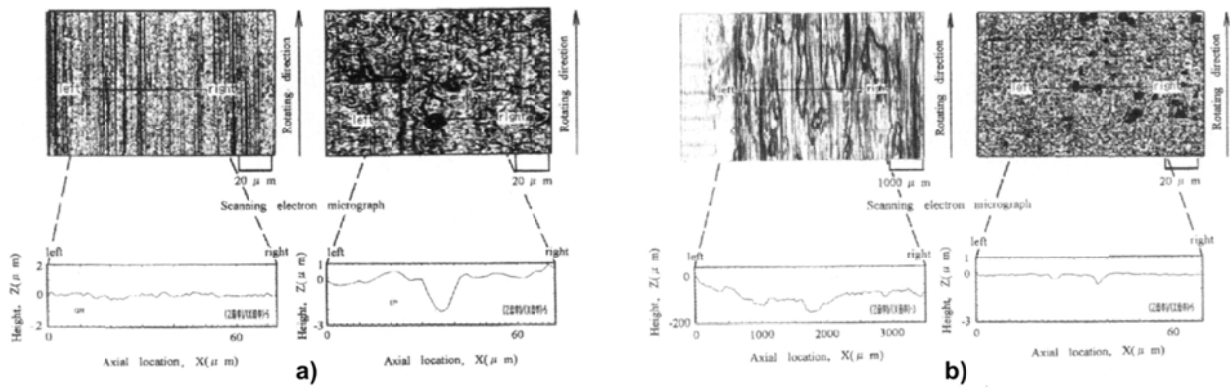 left
right
Rotating direction
20 μ m
left
right
Rotating direction
20 μ m
Scanning electron micrograph
left
right
Height, Z(μ m)
2
0
-2
0
60
Axial location, X(μ m)
1
0
-3
0
60
Axial location, X(μ m)
a)
left
right
Rotating direction
1000 μ m
left
right
Rotating direction
20 μ m
Scanning electron micrograph
left
right
Height, Z(μ m)
0
-200
0
1000
2000
3000
Axial location, X(μ m)
left
right
Height, Z(μ m)
1
0
-3
0
60
Axial location, X(μ m)
b)